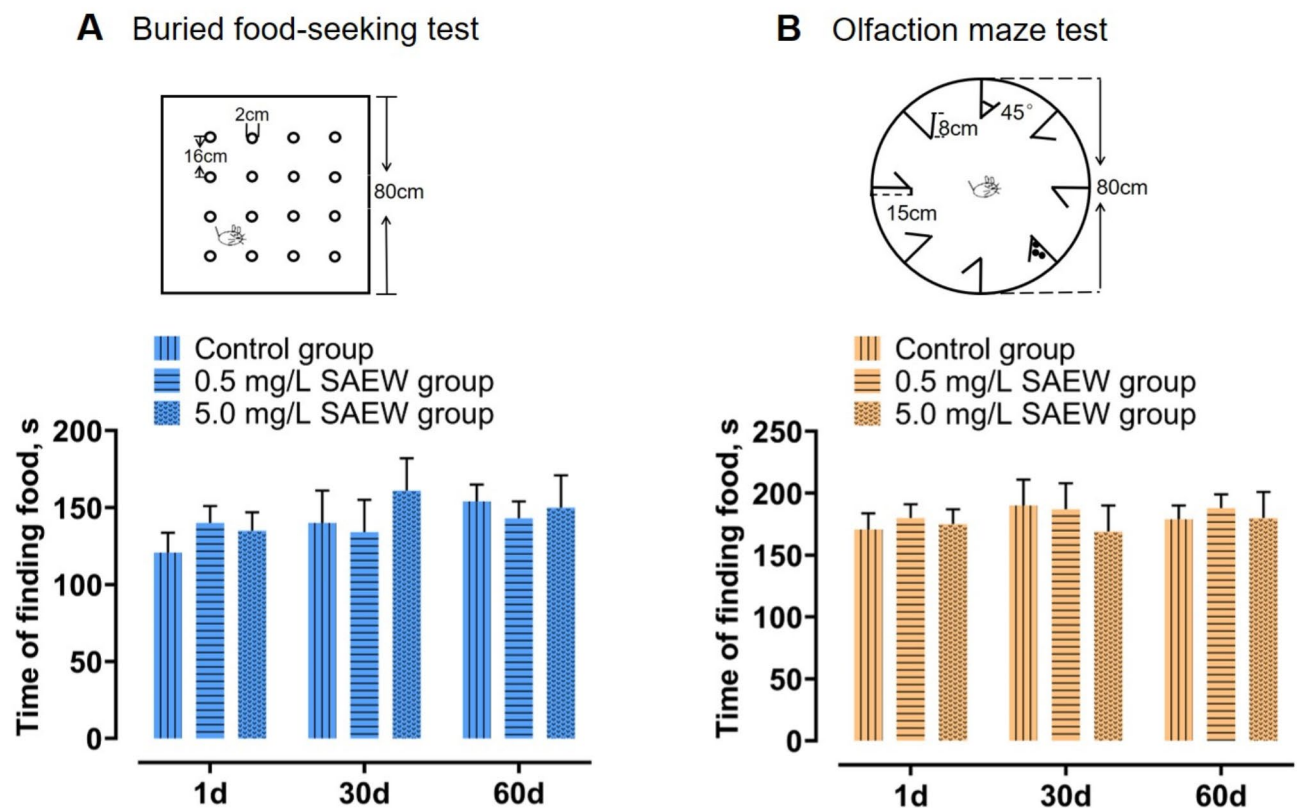 A Buried food-seeking test
2cm
16cm
80cm
Control group
0.5 mg/L SAEW group
5.0 mg/L SAEW group
Time of finding food, s
200
150
100
50
0
1d 30d 60d
B Olfaction maze test
45°
8cm
15cm
80cm
Control group
0.5 mg/L SAEW group
5.0 mg/L SAEW group
Time of finding food, s
250
200
150
100
50
0
1d 30d 60d